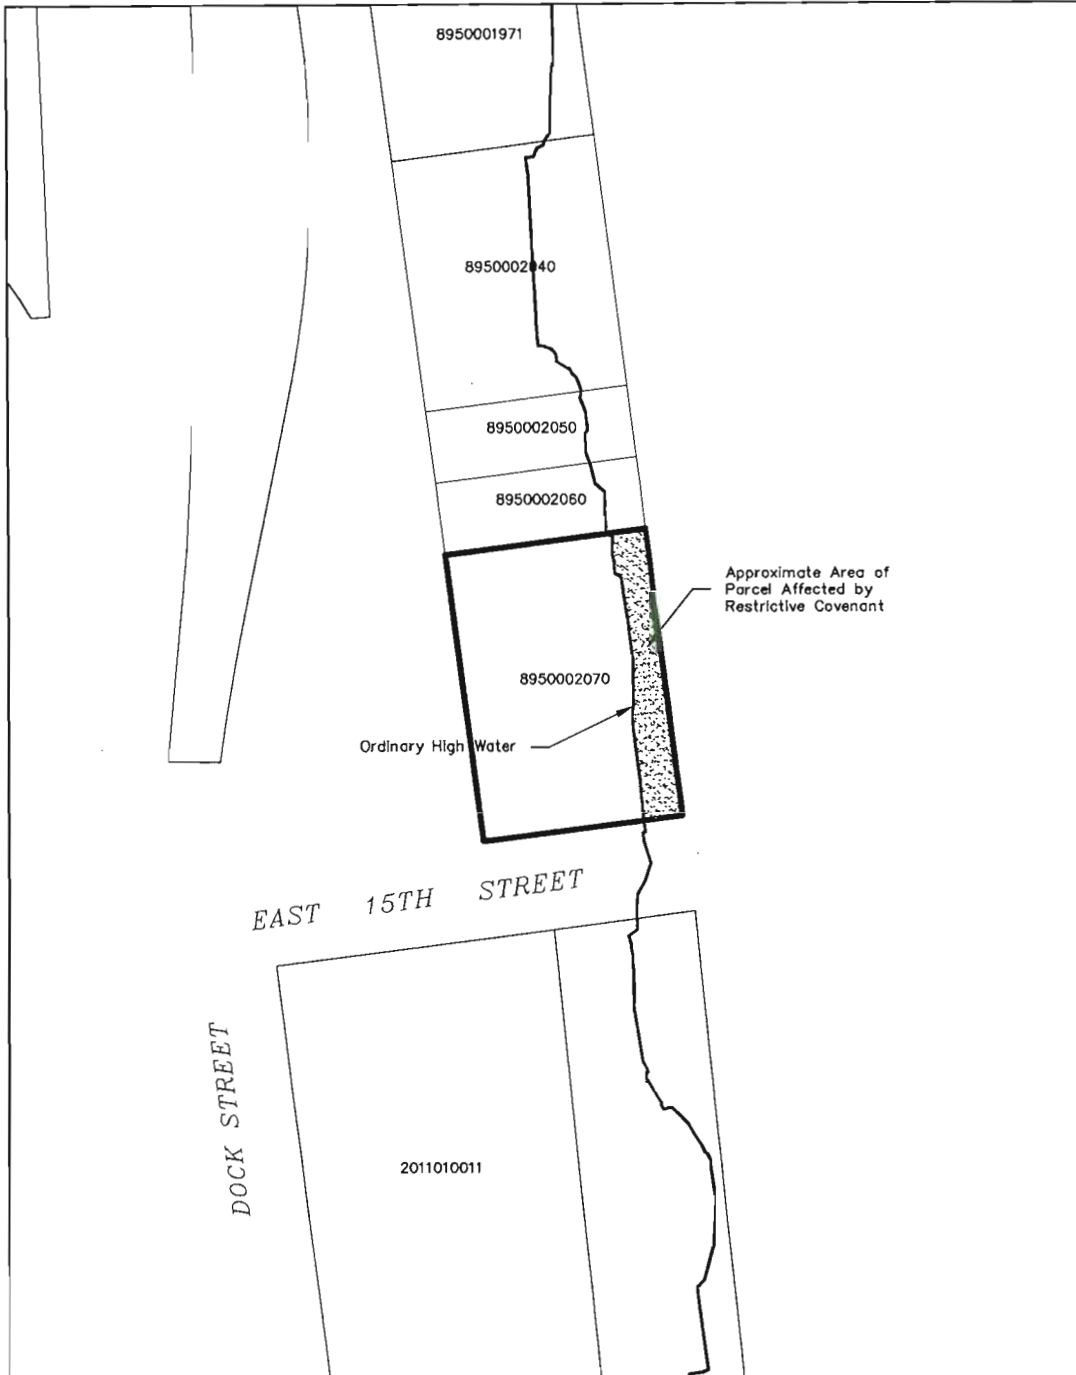 8950001971
8950002040
8950002050
8950002060
Approximate Area of
Parcel Affected by
Restrictive Covenant
8950002070
Ordinary High Water
EAST 15TH STREET
DOCK STREET
2011010011